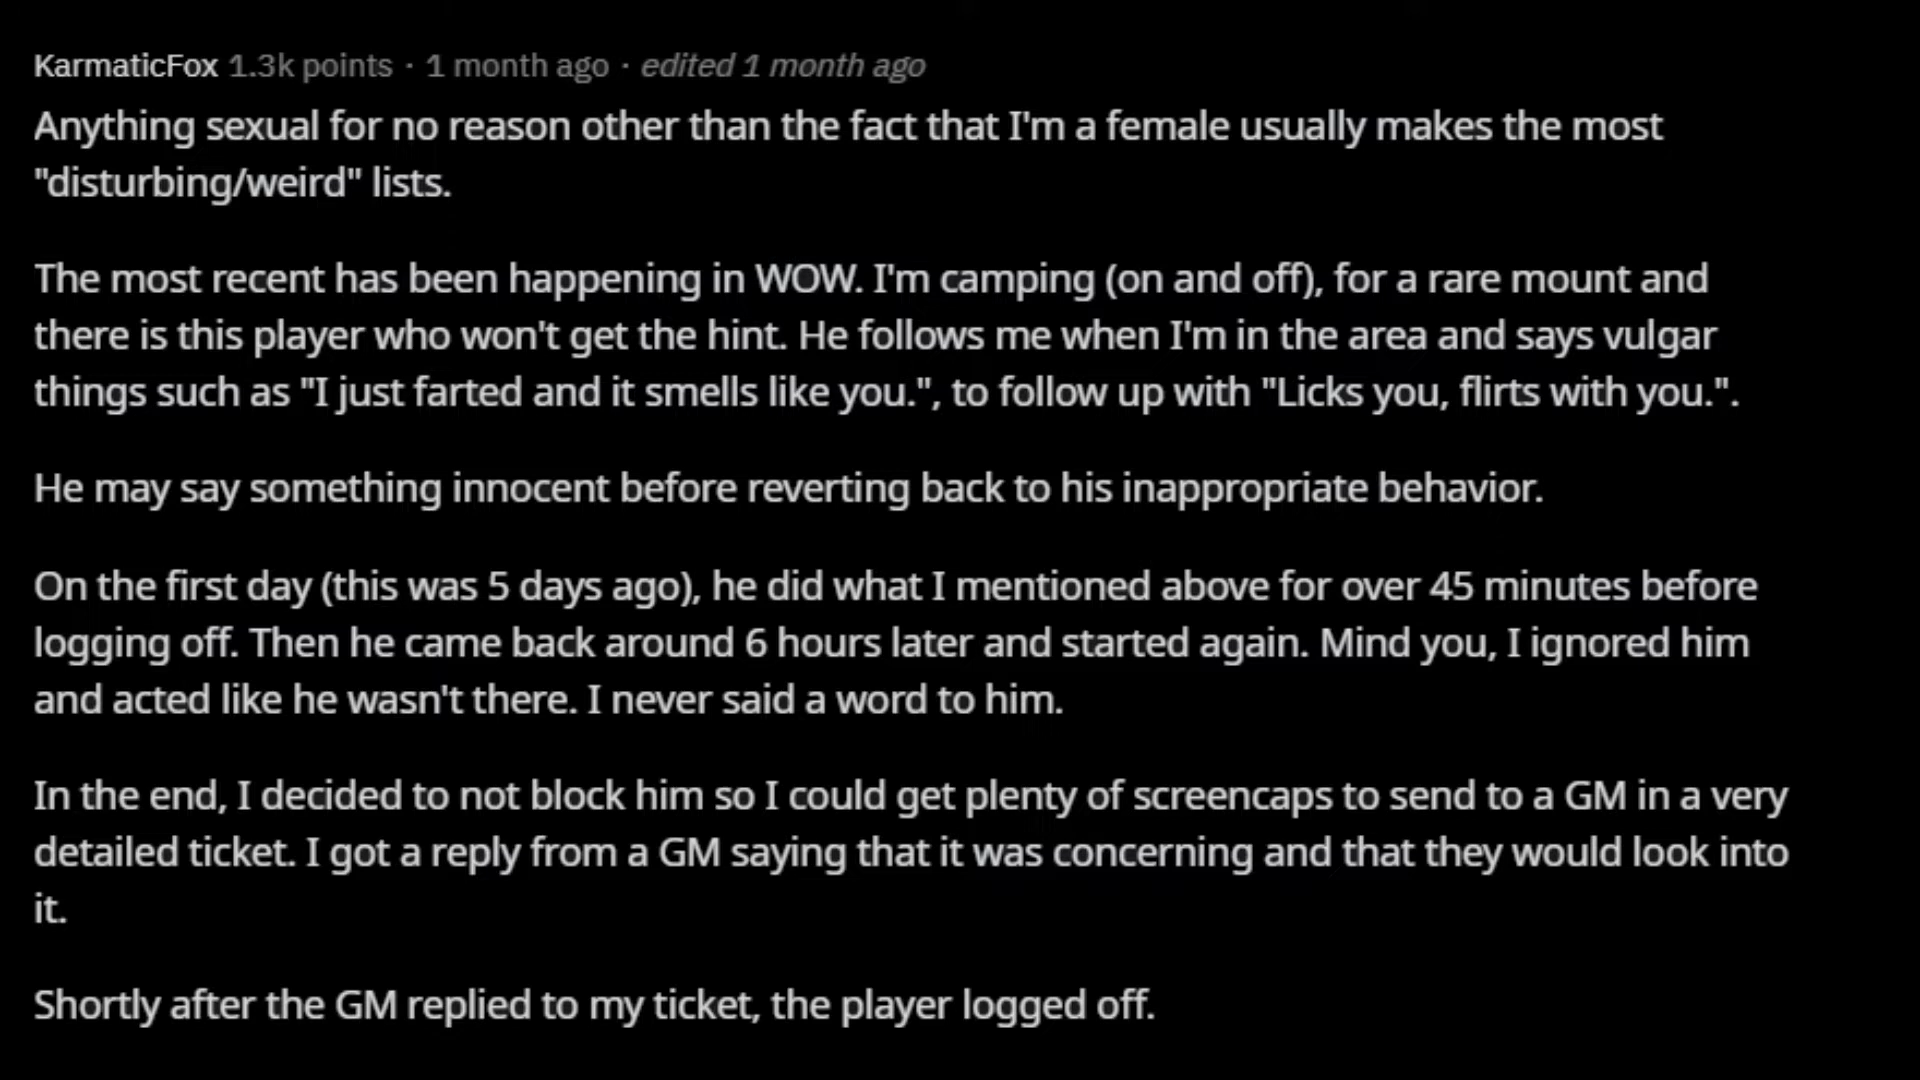 KarmaticFox 1.3k points · 1 month ago · edited 1 month ago
Anything sexual for no reason other than the fact that I'm a female usually makes the most
"disturbing/weird" lists.
The most recent has been happening in WOW. I'm camping (on and off), for a rare mount and
there is this player who won't get the hint. He follows me when I'm in the area and says vulgar
things such as "I just farted and it smells like you.", to follow up with "Licks you, flirts with you.".
He may say something innocent before reverting back to his inappropriate behavior.
On the first day (this was 5 days ago), he did what I mentioned above for over 45 minutes before
logging off. Then he came back around 6 hours later and started again. Mind you, I ignored him
and acted like he wasn't there. I never said a word to him.
In the end, I decided to not block him so I could get plenty of screencaps to send to a GM in a very
detailed ticket. I got a reply from a GM saying that it was concerning and that they would look into
it.
Shortly after the GM replied to my ticket, the player logged off.